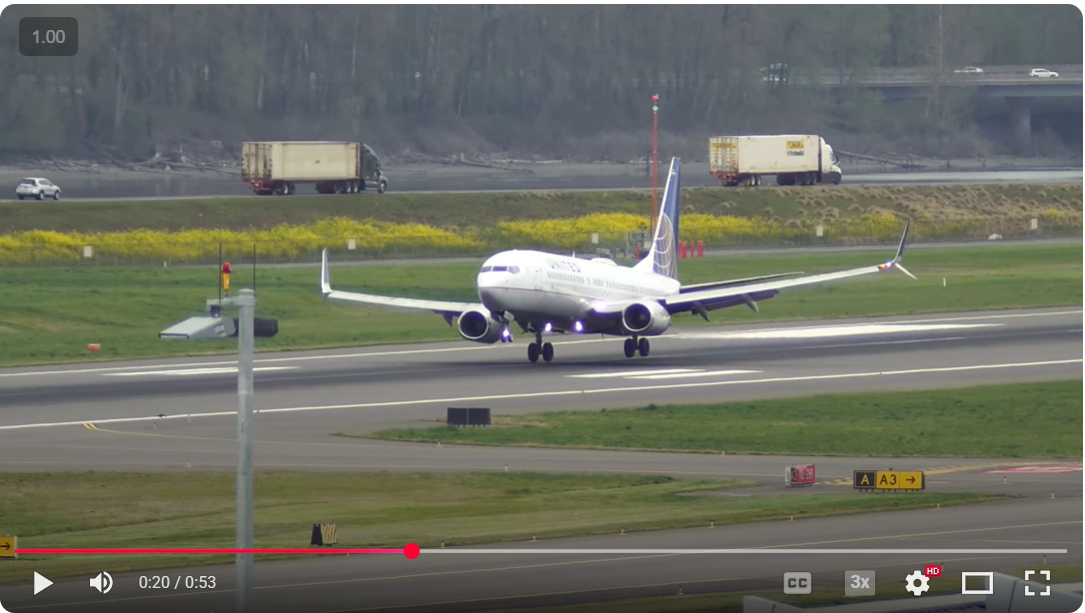 1.00
UNITED
A A3 →
→
0:20 / 0:53
CC
3x
HD